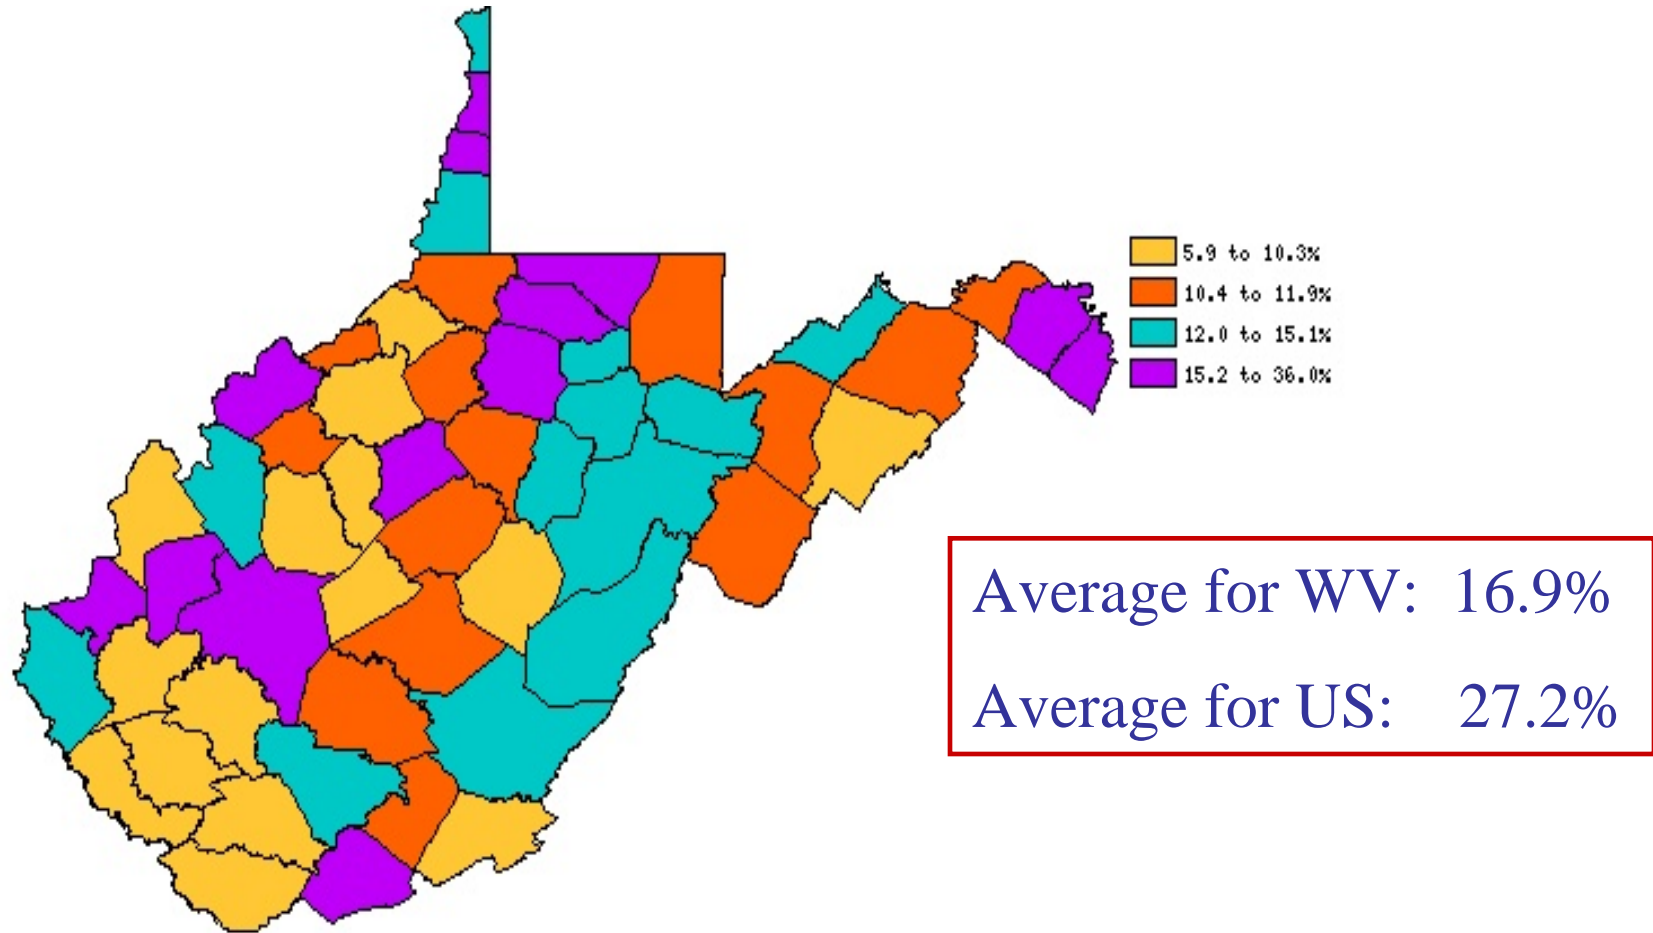 5.9 to 10.3%
10.4 to 11.9%
12.0 to 15.1%
15.2 to 36.0%
Average for WV: 16.9%
Average for US: 27.2%